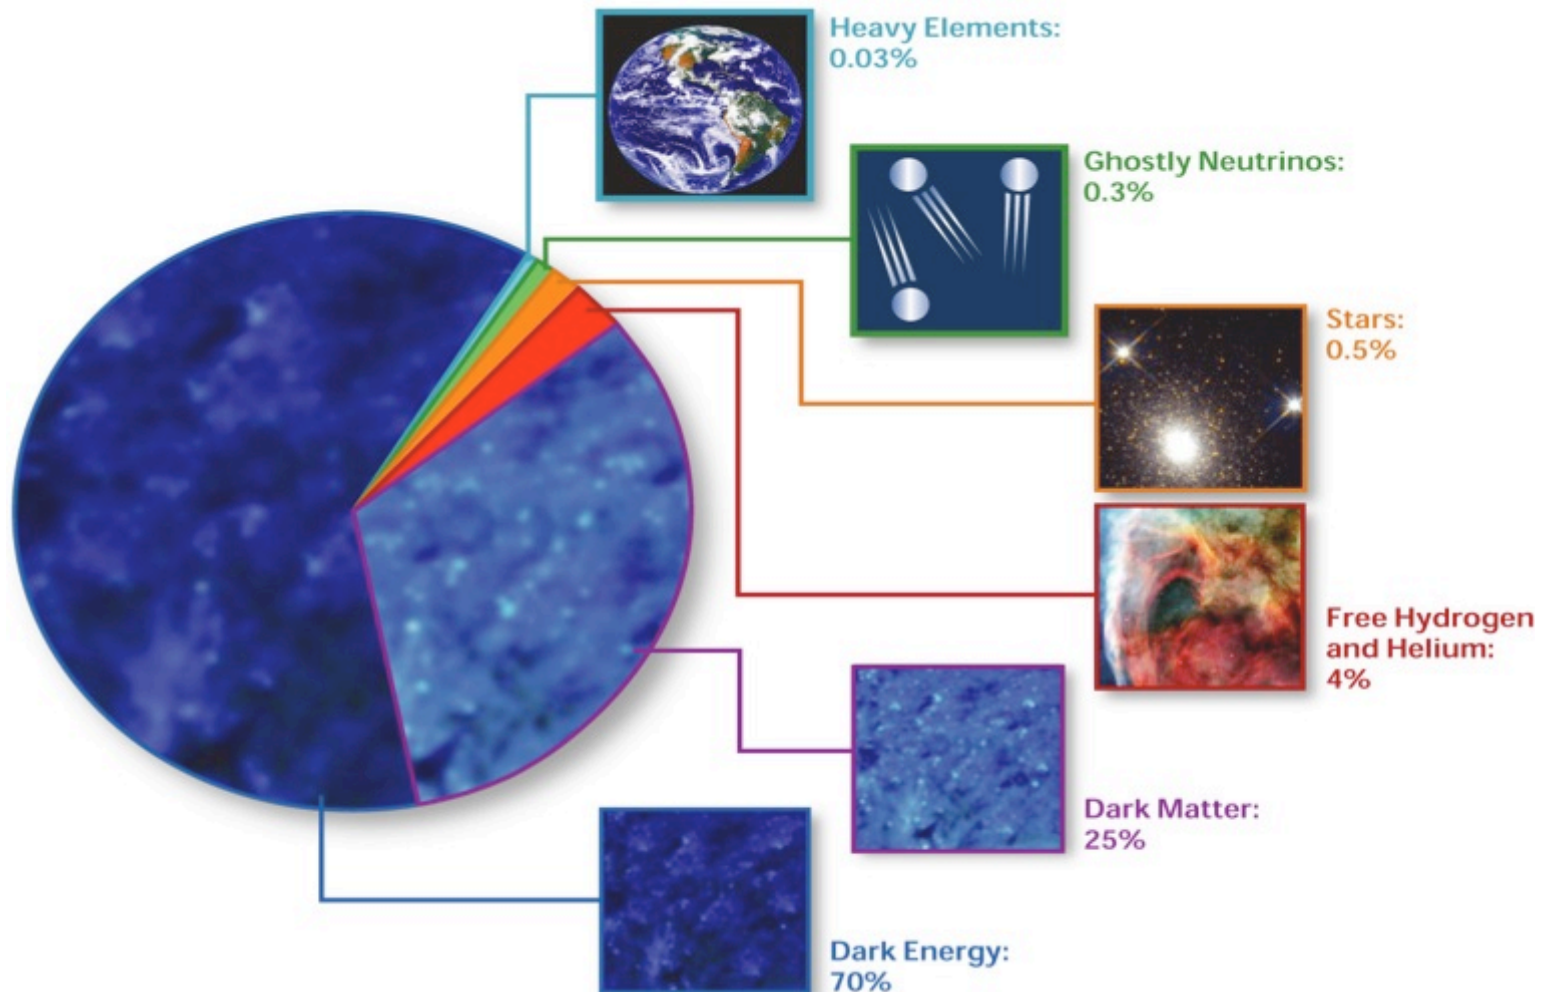 Heavy Elements:
0.03%
Ghostly Neutrinos:
0.3%
Stars:
0.5%
Free Hydrogen
and Helium:
4%
Dark Matter:
25%
Dark Energy:
70%